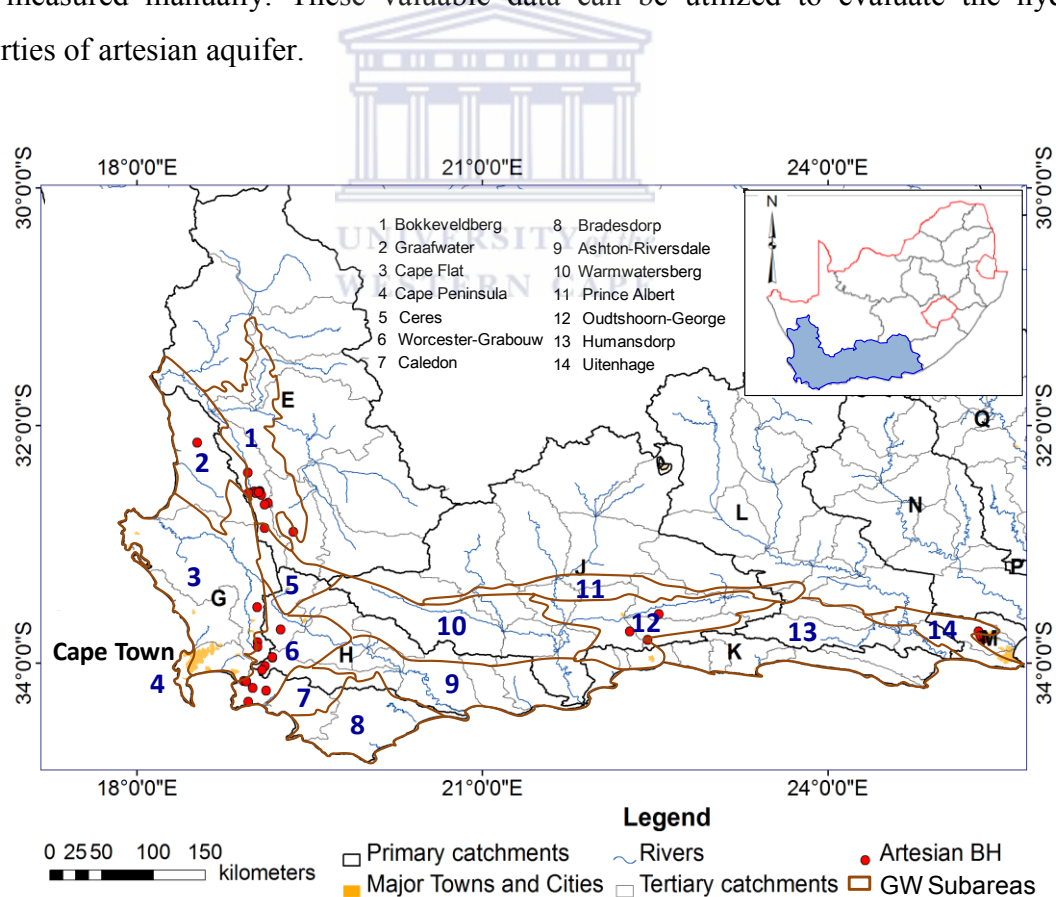 measured manually. These valuable data can be utilized to evaluate the
rties of artesian aquifer.
18°0'0"E 21°0'0"E 24°0'0"E
30°0'0"S 30°0'0"S
N
1 Bokkeveldberg 8 Bradesdorp
2 Graafwater 9 Ashton-Riversdale
3 Cape Flat 10 Warmwatersberg
4 Cape Peninsula 11 Prince Albert
5 Ceres 12 Oudtshoorn-George
6 Worcester-Grabouw 13 Humansdorp
7 Caledon 14 Uitenhage
UNIVERSITY of the
WESTERN CAPE
E
32°0'0"S Q 32°0'0"S
1
2
L N
J P
3 5 11
G
10 12 13 14 M
Cape Town 6 H K
34°0'0"S 4 7 9 34°0'0"S
8
18°0'0"E 21°0'0"E 24°0'0"E
Legend
0 25 50 100 150
kilometers
Primary catchments Rivers Artesian BH
Major Towns and Cities Tertiary catchments GW Subareas